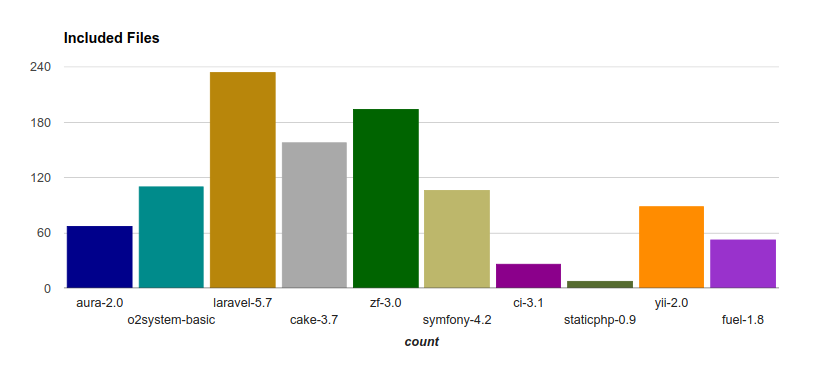 Included Files
240
180
120
60
0
aura-2.0 laravel-5.7 zf-3.0 ci-3.1 yii-2.0
o2system-basic cake-3.7 symfony-4.2 staticphp-0.9 fuel-1.8
count